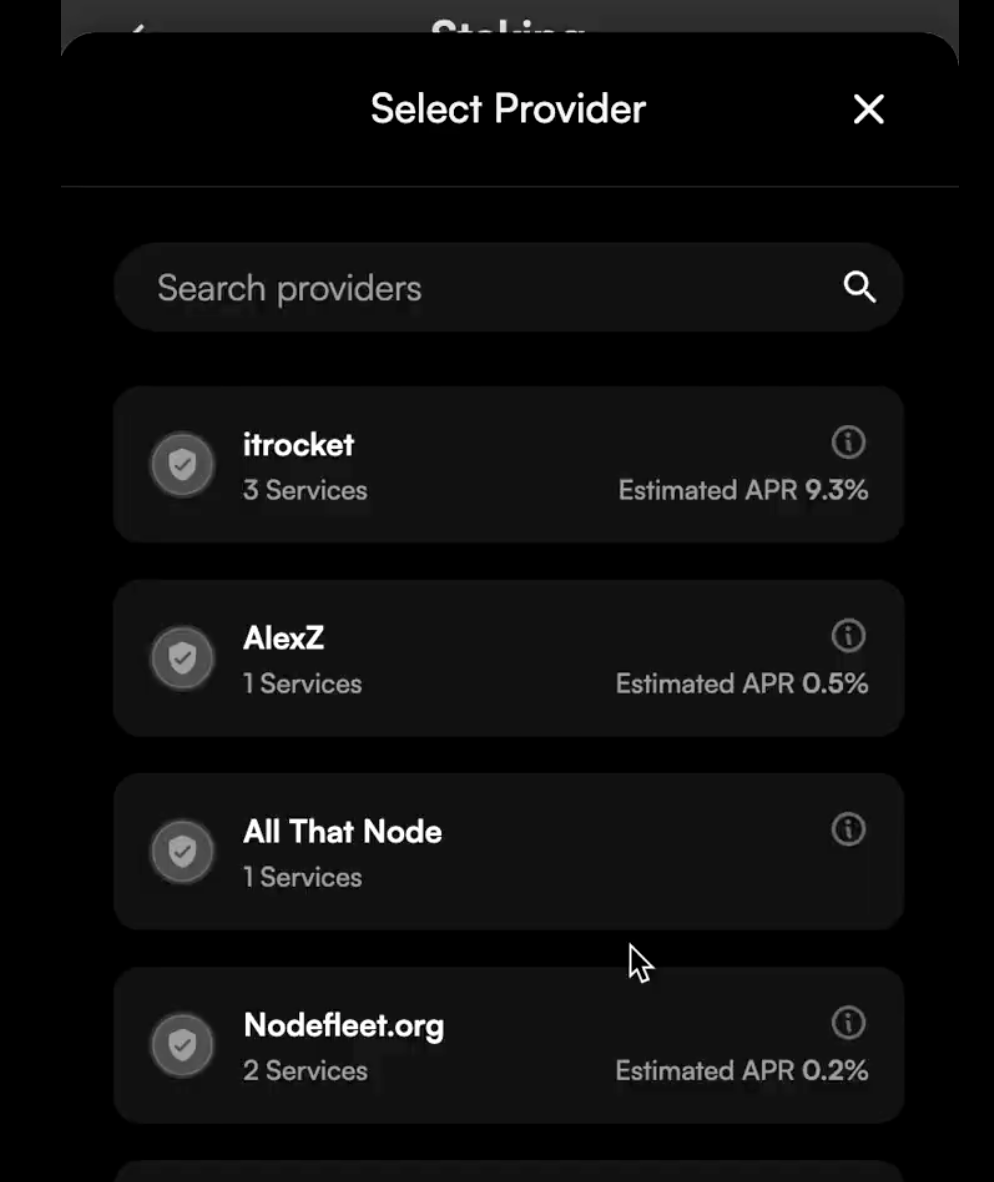 Staking
Select Provider
Search providers
itrocket
3 Services
Estimated APR 9.3%
AlexZ
1 Services
Estimated APR 0.5%
All That Node
1 Services
Nodefleet.org
2 Services
Estimated APR 0.2%